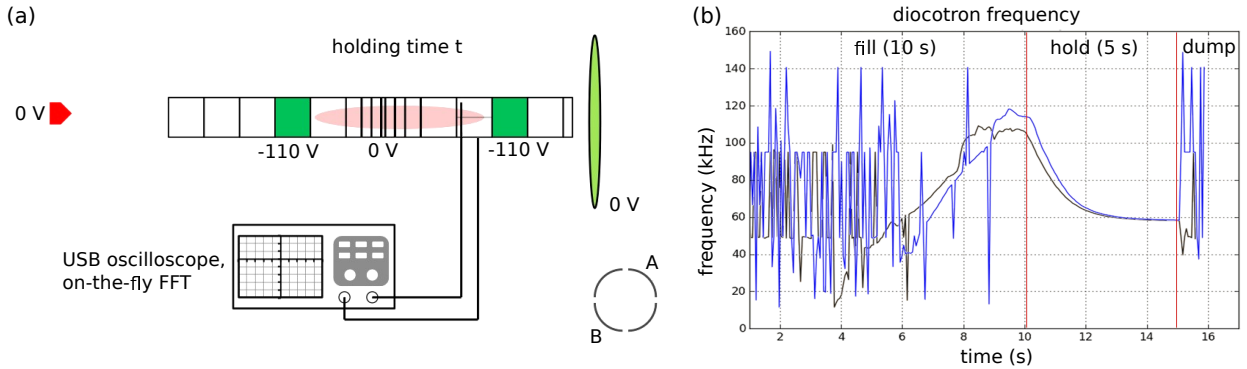 (a)
holding time t
0 V
-110 V
0 V
-110 V
0 V
USB oscilloscope,
on-the-fly FFT
A
B
(b)
diocotron frequency
fill (10 s)
hold (5 s)
dump
frequency (kHz)
160
140
120
100
80
60
40
20
0
2
4
6
8
10
12
14
16
time (s)